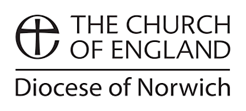 THE CHURCH
OF ENGLAND
Diocese of Norwich